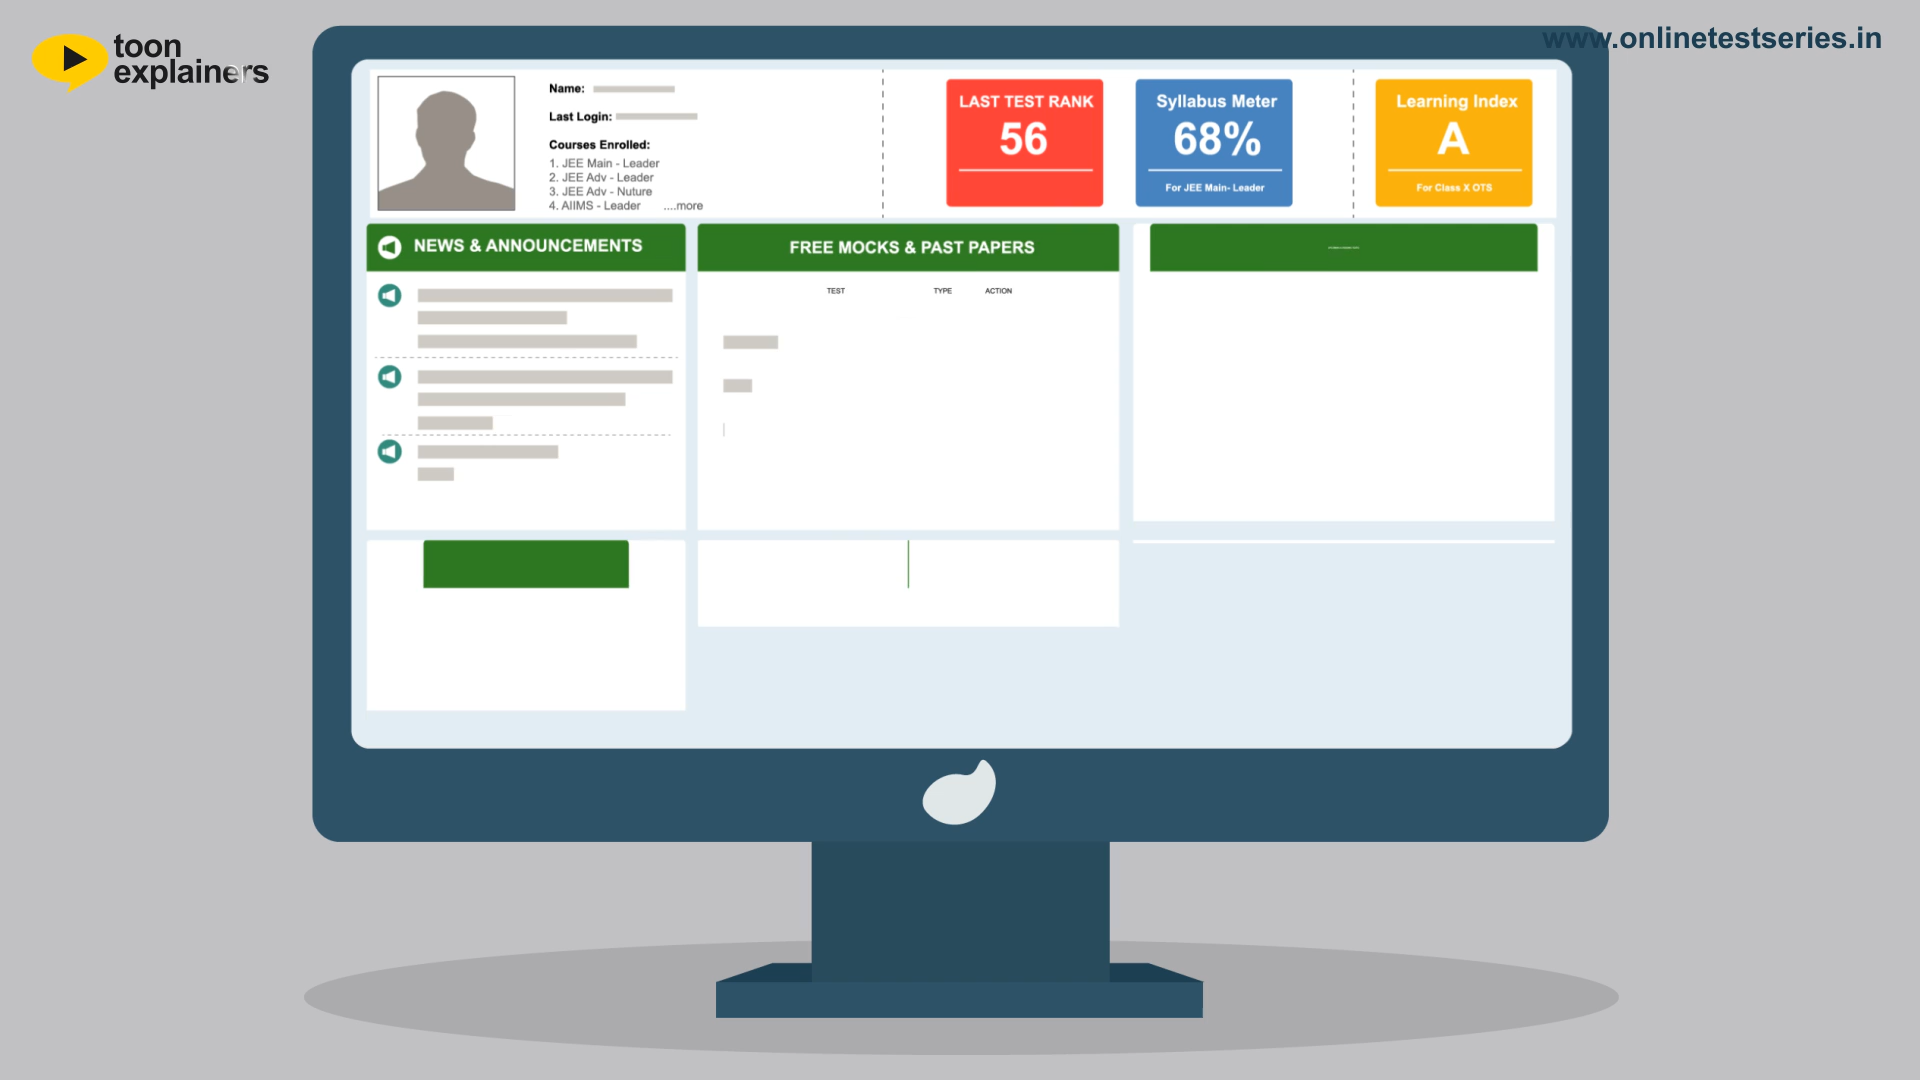 toon
explainers
www.onlinetestseries.in
Name:
Last Login:
Courses Enrolled:
1. JEE Main - Leader
2. JEE Adv - Leader
3. JEE Adv - Nuture
4. AIIMS - Leader ....more
LAST TEST RANK
56
Syllabus Meter
68%
For JEE Main- Leader
Learning Index
A
For Class X OTS
NEWS & ANNOUNCEMENTS
FREE MOCKS & PAST PAPERS
TEST TYPE ACTION